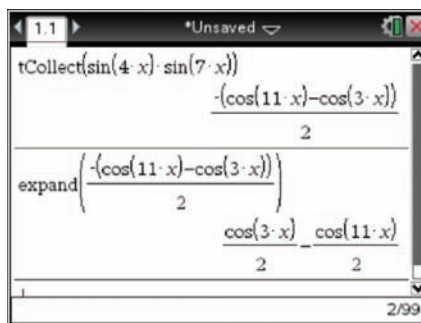 1.1 *Unsaved
tCollect(sin(4·x)·sin(7·x))
-(cos(11·x)-cos(3·x))
2
expand(-(cos(11·x)-cos(3·x))
2)
cos(3·x) - cos(11·x)
2 2
2/99